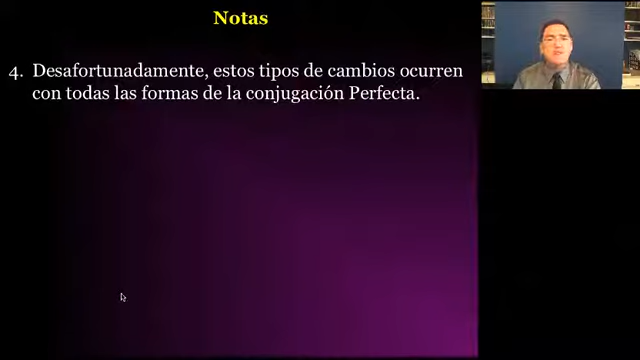 Notas
4. Desafortunadamente, estos tipos de cambios ocurren
con todas las formas de la conjugación Perfecta.